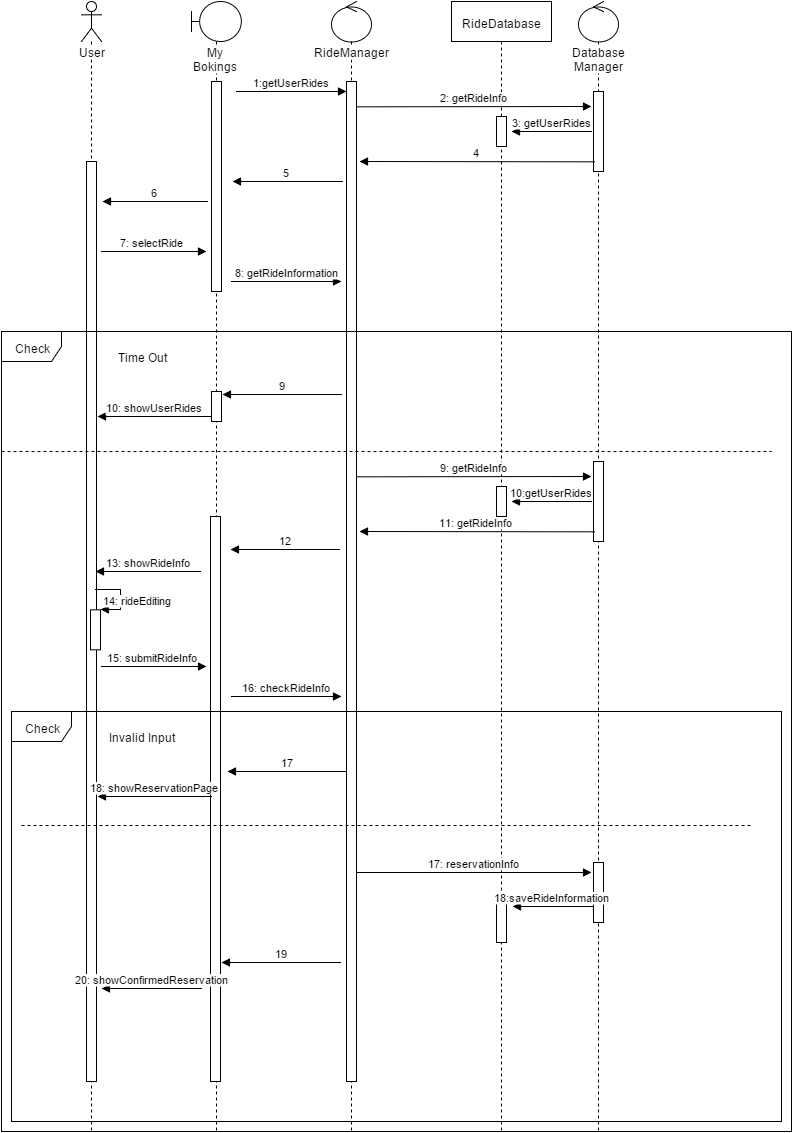 User
My
Bokings
RideManager
RideDatabase
Database
Manager
1:getUserRides
2: getRideInfo
3: getUserRides
4
5
6
7: selectRide
8: getRideInformation
Check
Time Out
9
10: showUserRides
9: getRideInfo
10:getUserRides
11: getRideInfo
12
13: showRideInfo
14: rideEditing
15: submitRideInfo
16: checkRideInfo
Check
Invalid Input
17
18: showReservationPage
17: reservationInfo
18:saveRideInformation
19
20: showConfirmedReservation